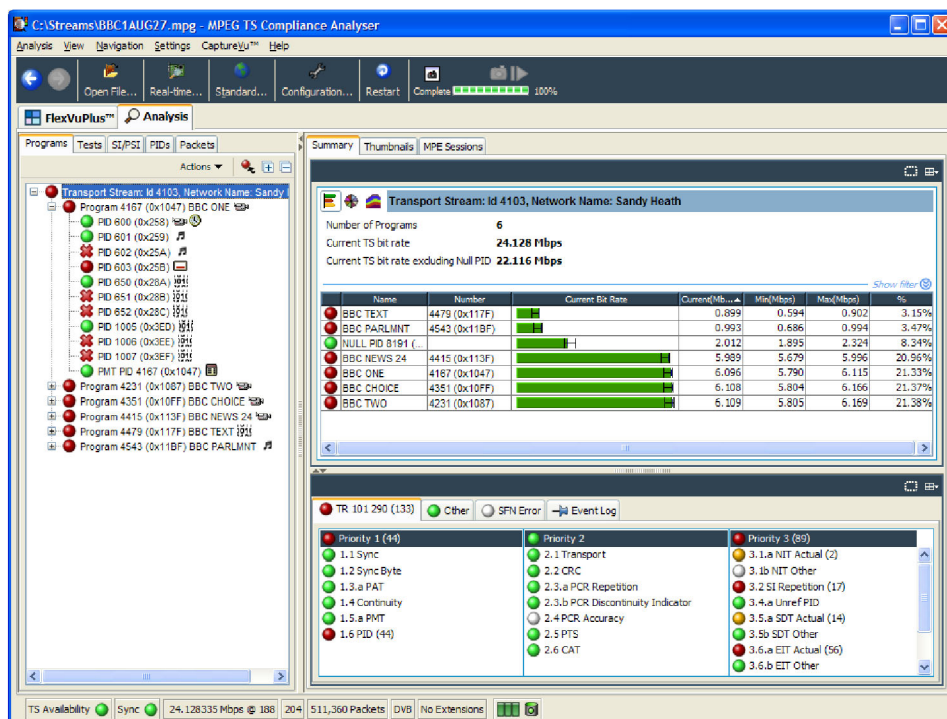 C:\Streams\BBC1AUG27.mpg - MPEG TS Compliance Analyser
Analysis View Navigation Settings CaptureVu™ Help
Open File... Real-time... Standard... Configuration... Restart Complete 100%
FlexVuPlus™ Analysis
Programs Tests SI/PSI PIDs Packets
Actions
Transport Stream: Id 4103, Network Name: Sandy H
Program 4167 (0x1047) BBC ONE
PID 600 (0x258)
PID 601 (0x259)
PID 602 (0x25A)
PID 603 (0x25B)
PID 650 (0x28A)
PID 651 (0x28B)
PID 652 (0x28C)
PID 1005 (0x3ED)
PID 1006 (0x3EE)
PID 1007 (0x3EF)
PMT PID 4167 (0x1047)
Program 4231 (0x1087) BBC TWO
Program 4351 (0x10FF) BBC CHOICE
Program 4415 (0x113F) BBC NEWS 24
Program 4479 (0x117F) BBC TEXT
Program 4543 (0x11BF) BBC PARLMNT
Summary Thumbnails MPE Sessions
Transport Stream: Id 4103, Network Name: Sandy Heath
Number of Programs 6
Current TS bit rate 24.128 Mbps
Current TS bit rate excluding Null PID 22.116 Mbps
Show filter
Name Number Current Bit Rate Current(Mb... Min(Mbps) Max(Mbps) %
BBC TEXT 4479 (0x117F) 0.899 0.594 0.902 3.15%
BBC PARLMNT 4543 (0x11BF) 0.993 0.686 0.994 3.47%
NULL PID 8191 (... 2.012 1.895 2.324 8.34%
BBC NEWS 24 4415 (0x113F) 5.989 5.679 5.996 20.96%
BBC ONE 4167 (0x1047) 6.096 5.790 6.115 21.33%
BBC CHOICE 4351 (0x10FF) 6.108 5.804 6.166 21.37%
BBC TWO 4231 (0x1087) 6.109 5.805 6.169 21.38%
TR 101 290 (133) Other SFN Error Event Log
Priority 1 (44)
1.1 Sync
1.2 Sync Byte
1.3.a PAT
1.4 Continuity
1.5.a PMT
1.6 PID (44)
Priority 2
2.1 Transport
2.2 CRC
2.3.a PCR Repetition
2.3.b PCR Discontinuity Indicator
2.4 PCR Accuracy
2.5 PTS
2.6 CAT
Priority 3 (89)
3.1.a NIT Actual (2)
3.1b NIT Other
3.2 SI Repetition (17)
3.4.a Unref PID
3.5.a SDT Actual (14)
3.5b SDT Other
3.6.a EIT Actual (56)
3.6.b EIT Other
TS Availability Sync 24.128335 Mbps @ 188 204 511,360 Packets DVB No Extensions